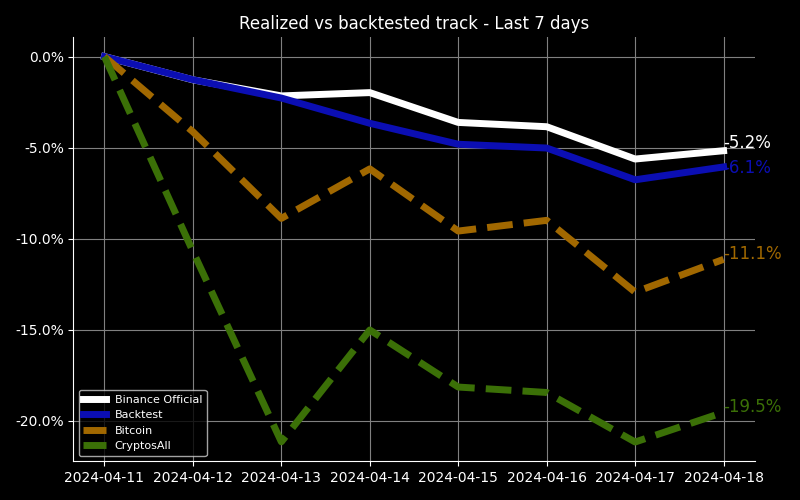 Realized vs backtested track - Last 7 days
0.0%
-5.0%
-10.0%
-15.0%
-20.0%
-5.2%
-6.1%
-11.1%
-19.5%
Binance Official
Backtest
Bitcoin
CryptosAll
2024-04-11 2024-04-12 2024-04-13 2024-04-14 2024-04-15 2024-04-16 2024-04-17 2024-04-18